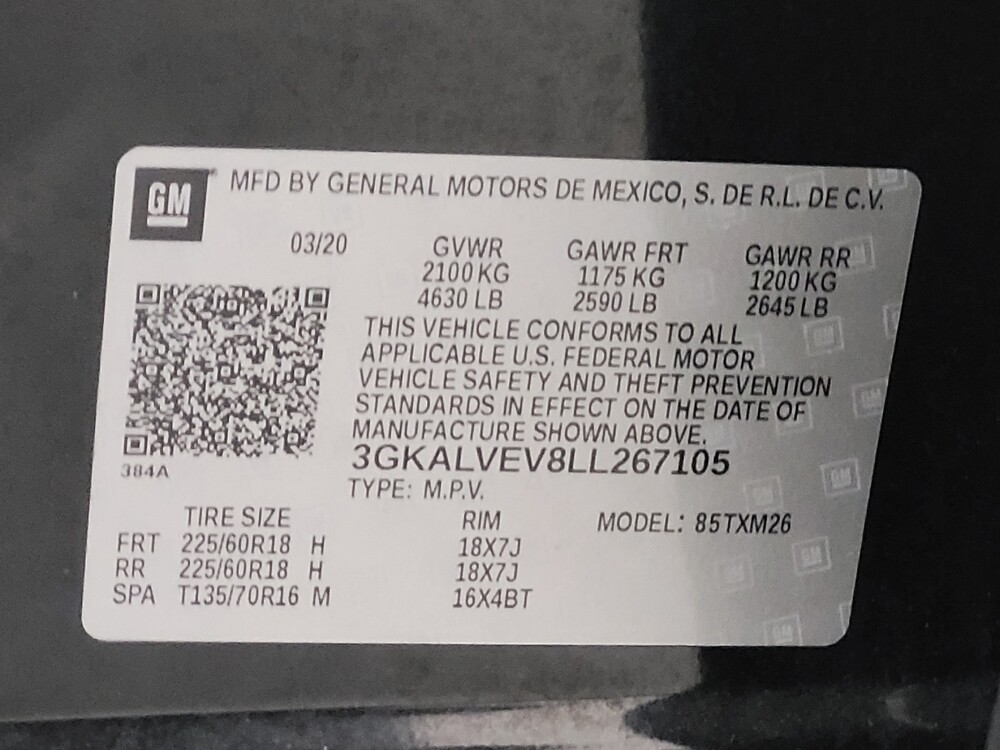 GM MFD BY GENERAL MOTORS DE MEXICO, S. DE R.L. DE C.V.
03/20 GVWR GAWR FRT GAWR RR
2100 KG 1175 KG 1200 KG
4630 LB 2590 LB 2645 LB
THIS VEHICLE CONFORMS TO ALL
APPLICABLE U.S. FEDERAL MOTOR
VEHICLE SAFETY AND THEFT PREVENTION
STANDARDS IN EFFECT ON THE DATE OF
MANUFACTURE SHOWN ABOVE.
384A
3GKALVEV8LL267105
TYPE: M.P.V.
TIRE SIZE RIM MODEL: 85TXM26
FRT 225/60R18 H 18X7J
RR 225/60R18 H 18X7J
SPA T135/70R16 M 16X4BT